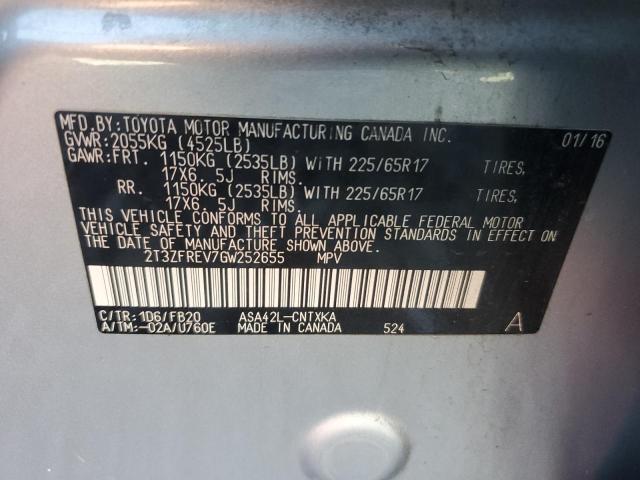 MFD.BY:TOYOTA MOTOR MANUFACTURING CANADA INC. 01/16
GVWR:2055KG (4525LB)
GAWR:FRT. 1150KG (2535LB) WITH 225/65R17 TIRES,
17X6. 5J RIMS.
RR. 1150KG (2535LB) WITH 225/65R17 TIRES,
17X6. 5J RIMS.
THIS VEHICLE CONFORMS TO ALL APPLICABLE FEDERAL MOTOR
VEHICLE SAFETY AND THEFT PREVENTION STANDARDS IN EFFECT ON
THE DATE OF MANUFACTURE SHOWN ABOVE.
2T3ZFREV7GW252655 MPV
C/TR:1D6/FB20 ASA42L-CNTXKA
A/TM:-02A/U760E MADE IN CANADA 524 A